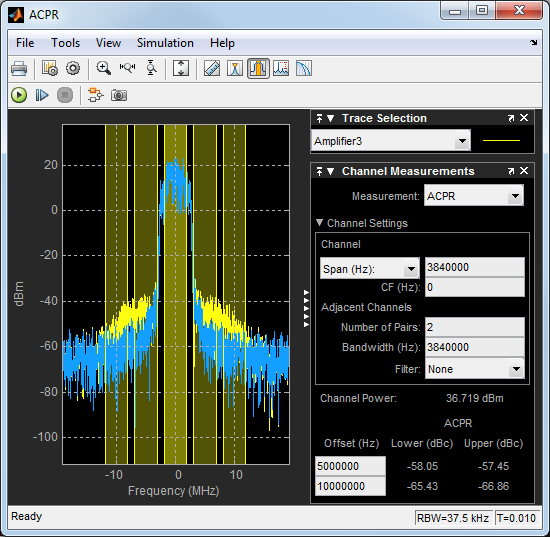 ACPR
File Tools View Simulation Help
Trace Selection
Amplifier3
Channel Measurements
Measurement: ACPR
Channel Settings
Channel
Span (Hz): 3840000
CF (Hz): 0
Adjacent Channels
Number of Pairs: 2
Bandwidth (Hz): 3840000
Filter: None
Channel Power: 36.719 dBm
ACPR
Offset (Hz) Lower (dBc) Upper (dBc)
5000000 -58.05 -57.45
10000000 -65.43 -66.86
20
0
-20
-40
-60
-80
-100
dBm
-10 0 10
Frequency (MHz)
Ready RBW=37.5 kHz T=0.010